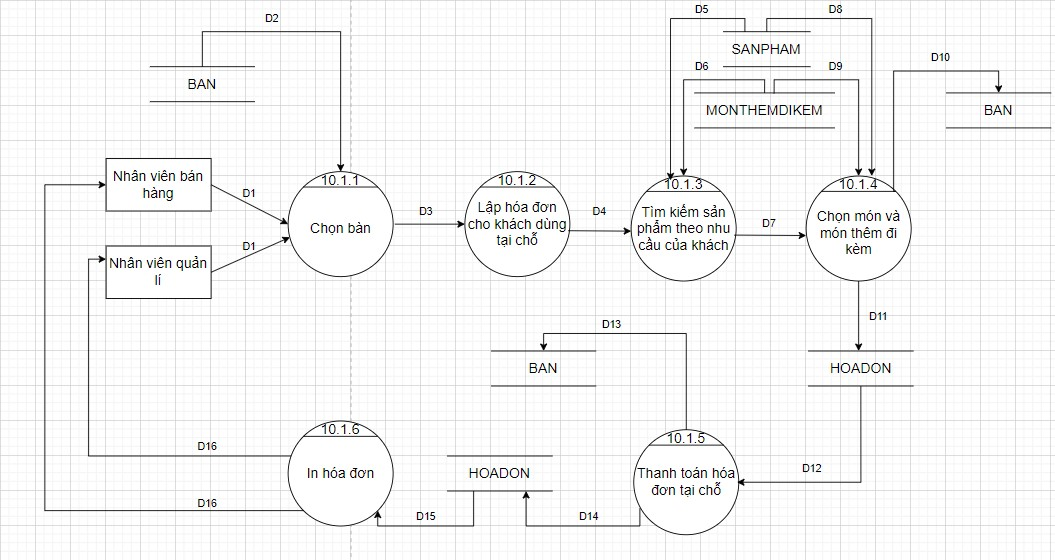 D2
D5
D8
SANPHAM
BAN
D6
D9
D10
MONTHEMDIKEM
BAN
Nhân viên bán
hàng
D1
10.1.1
Chọn bàn
D3
10.1.2
Lập hóa đơn
cho khách dùng
tại chỗ
D4
10.1.3
Tìm kiếm sản
phẩm theo nhu
cầu của khách
D7
10.1.4
Chọn món và
món thêm đi
kèm
D1
Nhân viên quản
lí
D11
D13
BAN
HOADON
10.1.6
In hóa đơn
D16
D16
HOADON
D15
D14
10.1.5
Thanh toán hóa
đơn tại chỗ
D12